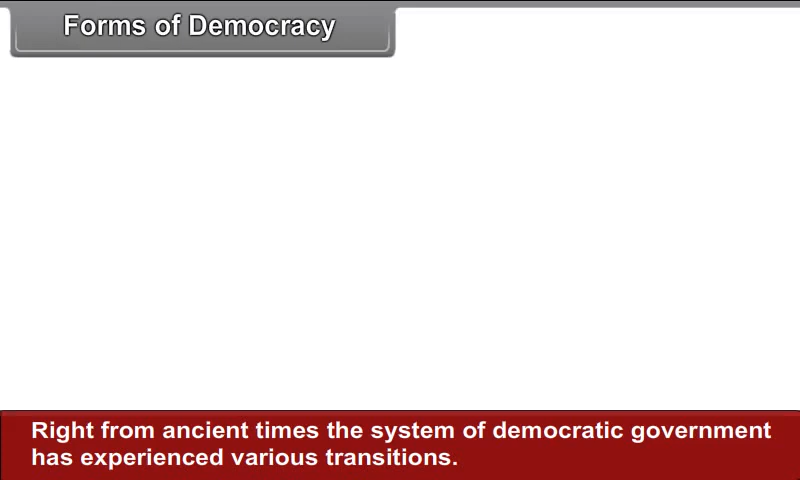 Forms of Democracy
Right from ancient times the system of democratic government
has experienced various transitions.